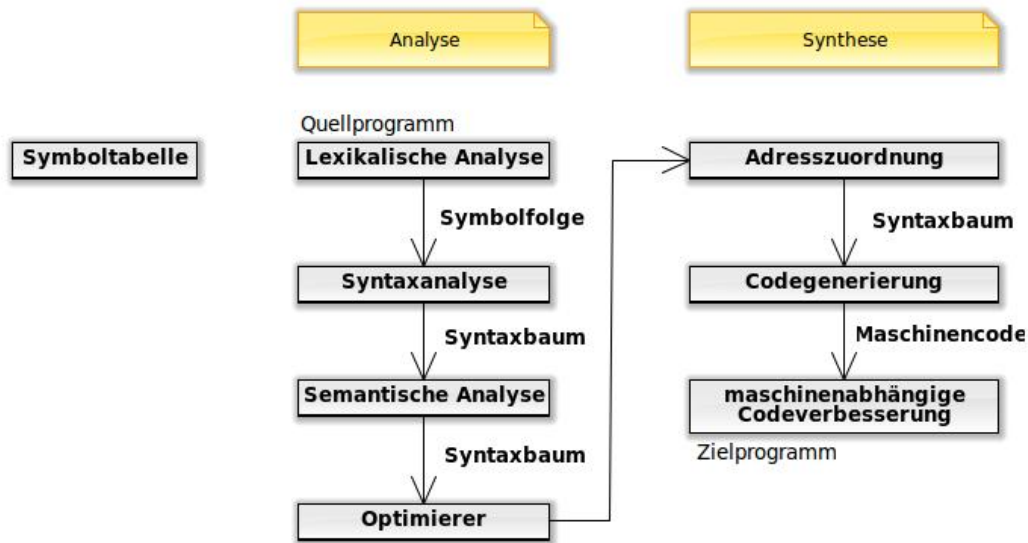 Analyse
Synthese
Quellprogramm
Symboltabelle
Lexikalische Analyse
Adresszuordnung
Symbolfolge
Syntaxbaum
Syntaxanalyse
Codegenerierung
Syntaxbaum
Maschinencode
Semantische Analyse
maschinenabhängige
Codeverbesserung
Syntaxbaum
Zielprogramm
Optimierer